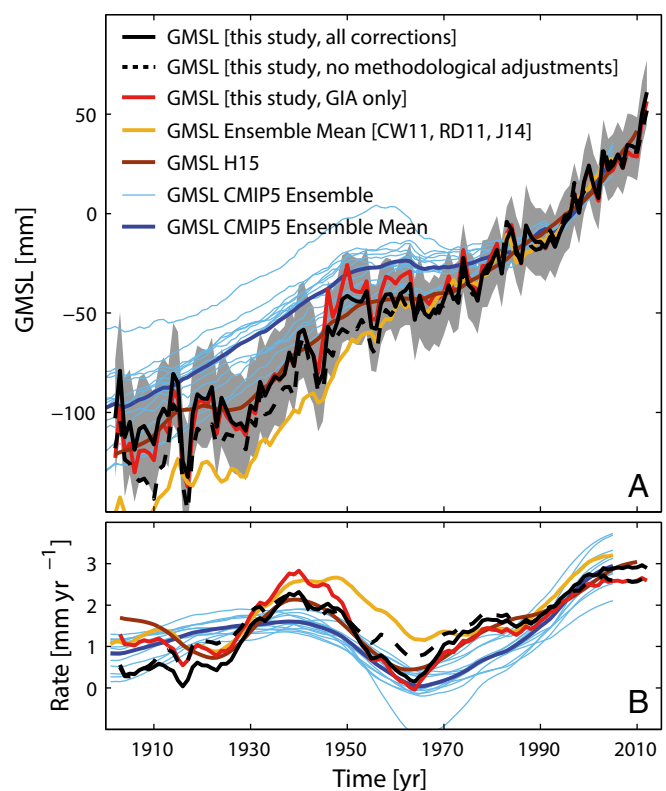 GMSL [this study, all corrections]
GMSL [this study, no methodological adjustments]
GMSL [this study, GIA only]
GMSL Ensemble Mean [CW11, RD11, J14]
GMSL H15
GMSL CMIP5 Ensemble
GMSL CMIP5 Ensemble Mean
GMSL [mm]
50
0
−50
−100
A
Rate [mm yr −1]
3
2
1
0
B
1910 1930 1950 1970 1990 2010
Time [yr]